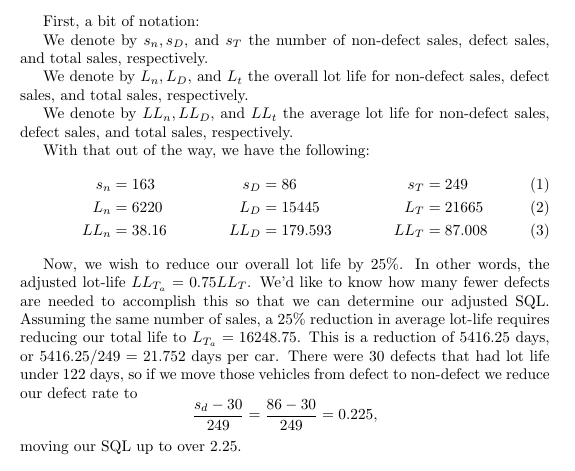 First, a bit of notation:
We denote by sₙ, s_D, and s_T the number of non-defect sales, defect sales,
and total sales, respectively.
We denote by Lₙ, L_D, and Lₜ the overall lot life for non-defect sales, defect
sales, and total sales, respectively.
We denote by LLₙ, LL_D, and LLₜ the average lot life for non-defect sales,
defect sales, and total sales, respectively.
With that out of the way, we have the following:
sₙ = 163 s_D = 86 s_T = 249 (1)
Lₙ = 6220 L_D = 15445 L_T = 21665 (2)
LLₙ = 38.16 LL_D = 179.593 LL_T = 87.008 (3)
Now, we wish to reduce our overall lot life by 25%. In other words, the
adjusted lot-life LL_{T_a} = 0.75LL_T. We'd like to know how many fewer defects
are needed to accomplish this so that we can determine our adjusted SQL.
Assuming the same number of sales, a 25% reduction in average lot-life requires
reducing our total life to L_{T_a} = 16248.75. This is a reduction of 5416.25 days,
or 5416.25/249 = 21.752 days per car. There were 30 defects that had lot life
under 122 days, so if we move those vehicles from defect to non-defect we reduce
our defect rate to
(s_d − 30)/249 = (86 − 30)/249 = 0.225,
moving our SQL up to over 2.25.